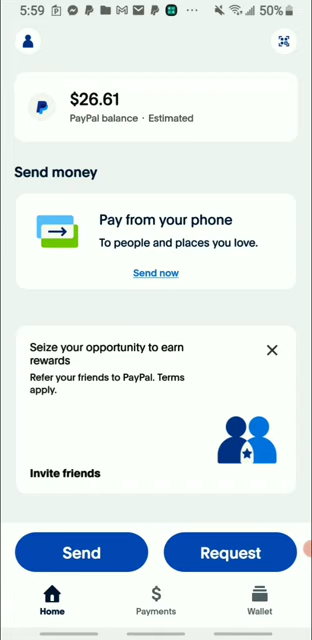 5:59 50%
$26.61
PayPal balance · Estimated
Send money
Pay from your phone
To people and places you love.
Send now
Seize your opportunity to earn
rewards
Refer your friends to PayPal. Terms
apply.
Invite friends
Send Request
Home Payments Wallet